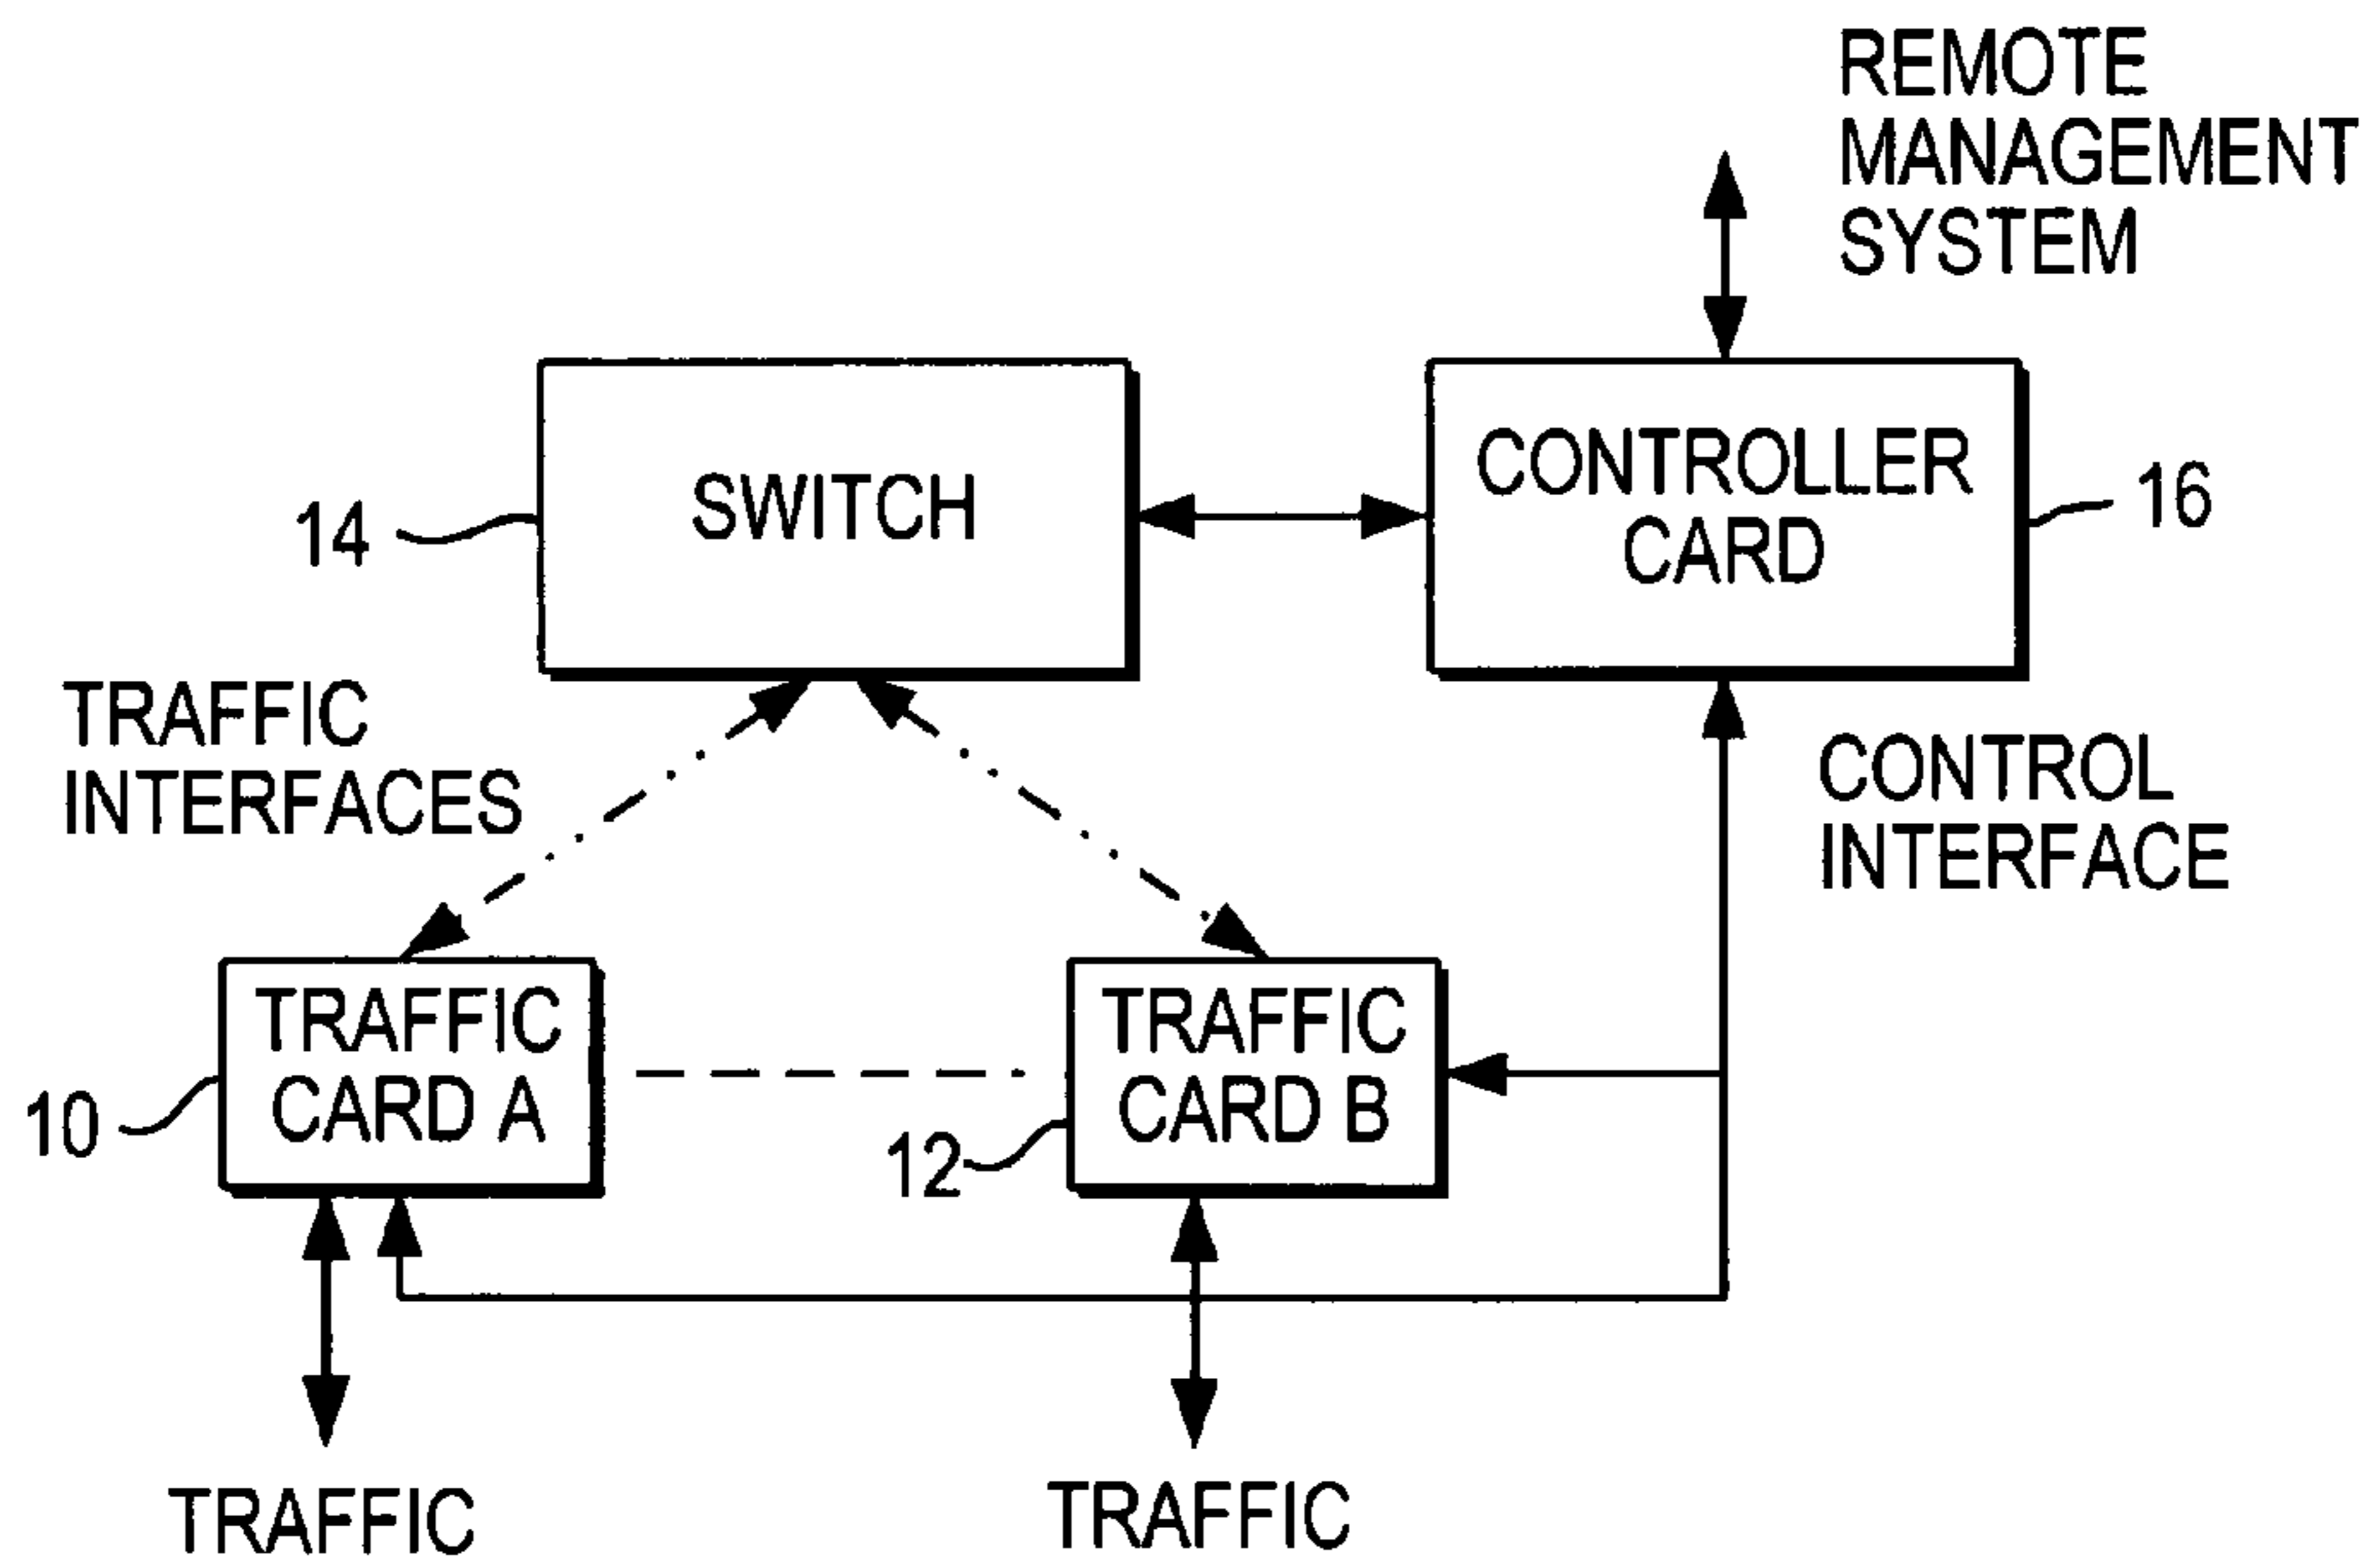 REMOTE
MANAGEMENT
SYSTEM
SWITCH
14
CONTROLLER
CARD
16
TRAFFIC
INTERFACES
CONTROL
INTERFACE
TRAFFIC
CARD A
10
TRAFFIC
CARD B
12
TRAFFIC
TRAFFIC